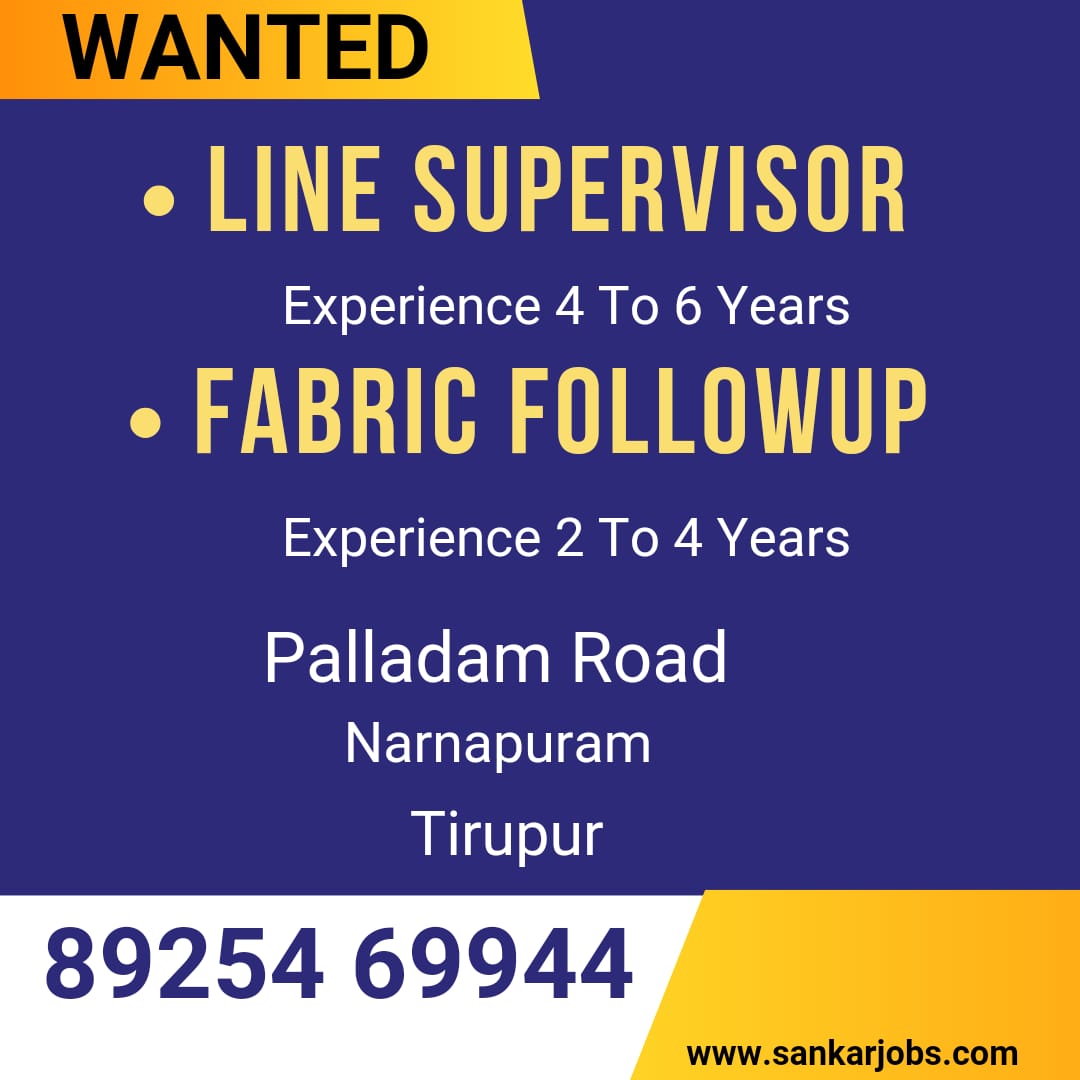 WANTED
• LINE SUPERVISOR
Experience 4 To 6 Years
• FABRIC FOLLOWUP
Experience 2 To 4 Years
Palladam Road
Narnapuram
Tirupur
89254 69944
www.sankarjobs.com